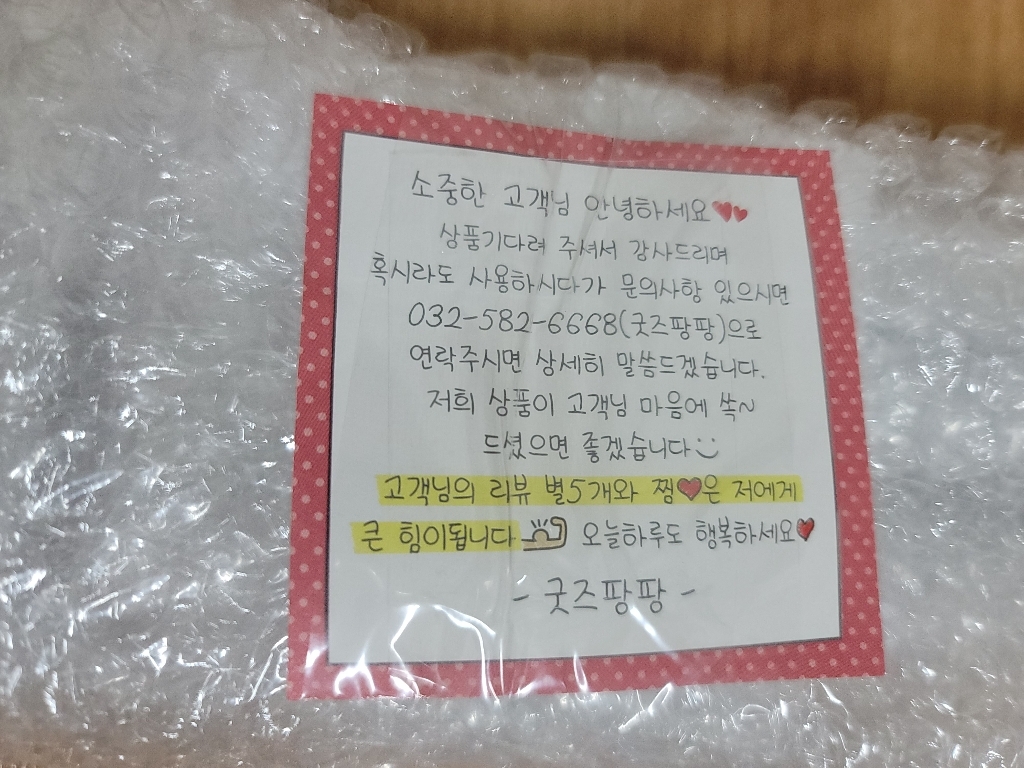 소중한 고객님 안녕하세요♥♥
상품기다려 주셔서 감사드리며
혹시라도 사용하시다가 문의사항 있으시면
032-582-6668(굿즈팡팡)으로
연락주시면 상세히 말씀드겠습니다.
저희 상품이 고객님 마음에 쏙~
드셨으면 좋겠습니다
고객님의 리뷰 별5개와 찜♥은 저에게
큰 힘이됩니다 오늘하루도 행복하세요♥
- 굿즈팡팡 -